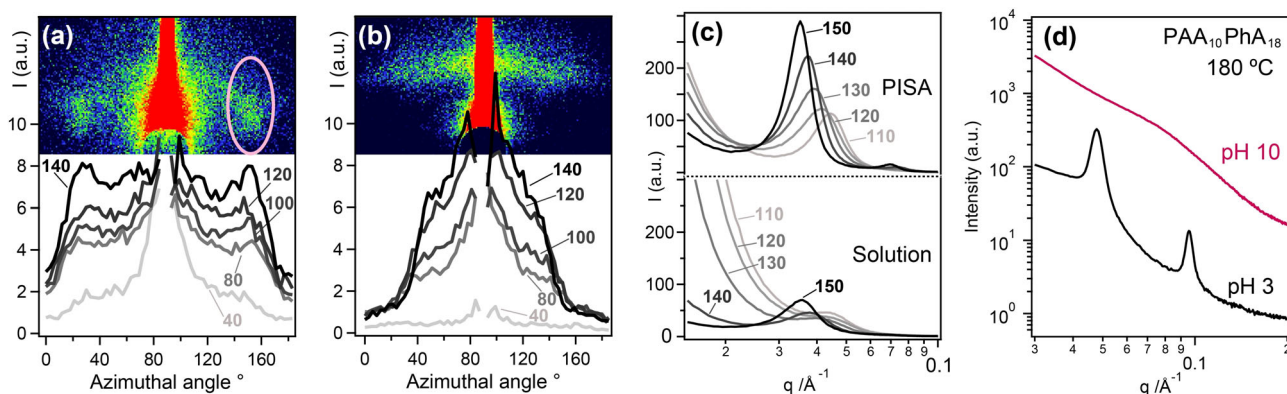 (a)
I (a.u.)
10
8
6
4
2
0
140
120
100
80
40
0 40 80 120 160
Azimuthal angle °
(b)
I (a.u.)
10
8
6
4
2
0
140
120
100
80
40
0 40 80 120 160
Azimuthal angle °
(c)
I (a.u.)
200
100
0
150
140
130
120
110
PISA
200
100
0
110
120
130
140
150
Solution
2 3 4 5 6 7 8 9
0.1
q /Å⁻¹
(d)
Intensity (a.u.)
10⁴
10³
10²
10¹
10⁰
PAA₁₀PhA₁₈
180 ºC
pH 10
pH 3
3 4 5 6 7 8 9 2
0.1
q /Å⁻¹